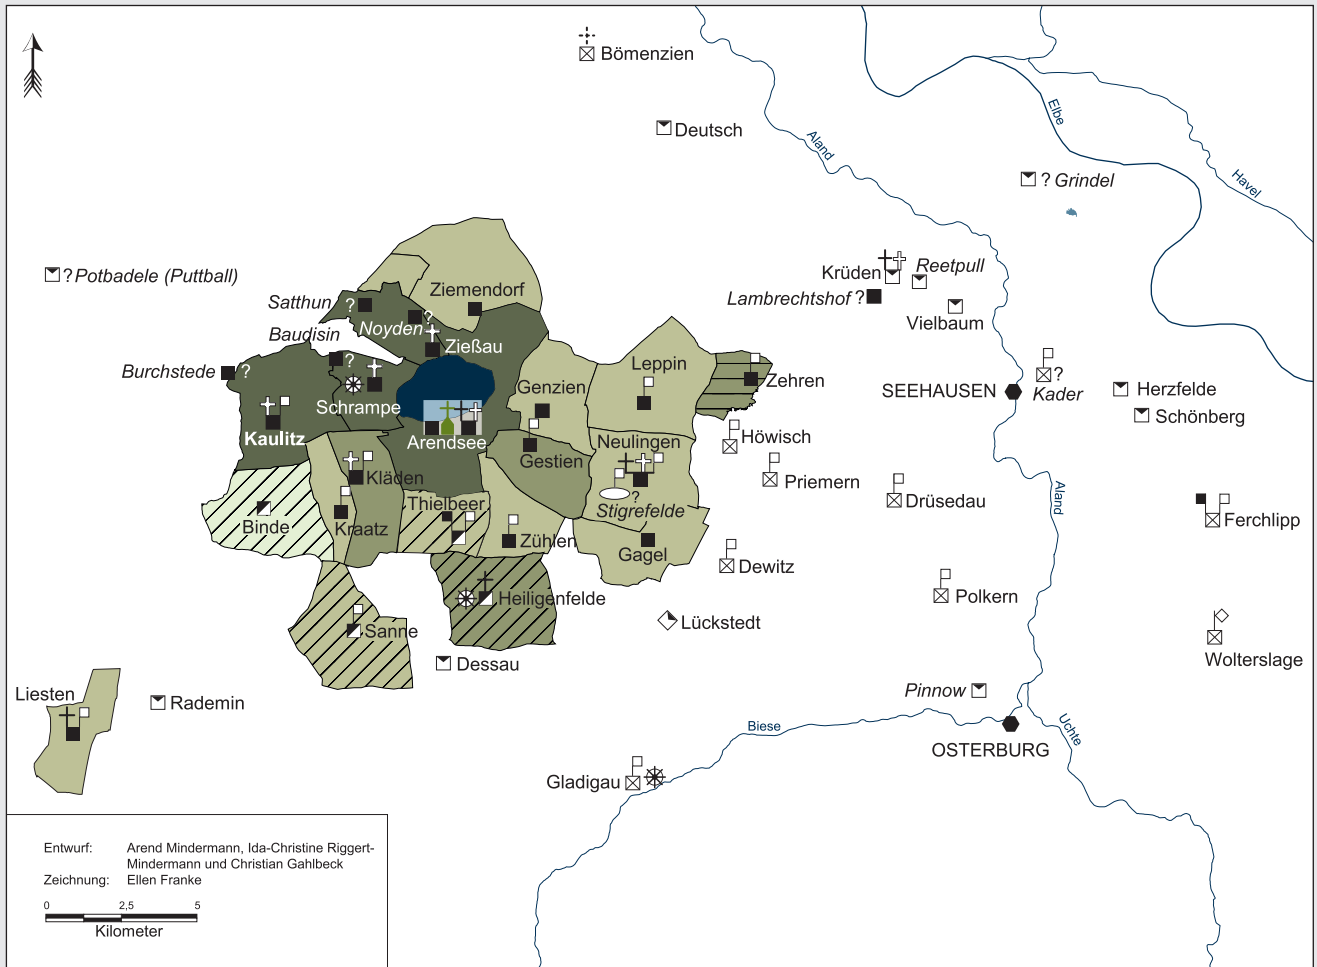 Bömenzien
Deutsch
Aland
Elbe
Havel
? Grindel
? Potbadele (Puttball)
Krüden
Reetpull
Lambrechtshof ?
Vielbaum
Satthun ?
Ziemendorf
Noyden ?
Baudisin
?
Zießau
Burchstede ?
Schrampe
Genzien
Leppin
Zehren
SEEHAUSEN
?
Kader
Herzfelde
Schönberg
Kaulitz
Arendsee
Gestien
Neulingen
Höwisch
Kläden
?
Stigrefelde
Priemern
Drüsedau
Aland
Ferchlipp
Binde
Kraatz
Thielbeer
Zühlen
Gagel
Dewitz
Polkern
Heiligenfelde
Lückstedt
Sanne
Wolterslage
Dessau
Liesten
Rademin
Pinnow
Biese
Uchte
OSTERBURG
Gladigau
Entwurf: Arend Mindermann, Ida-Christine Riggert-
Mindermann und Christian Gahlbeck
Zeichnung: Ellen Franke
0 2,5 5
Kilometer